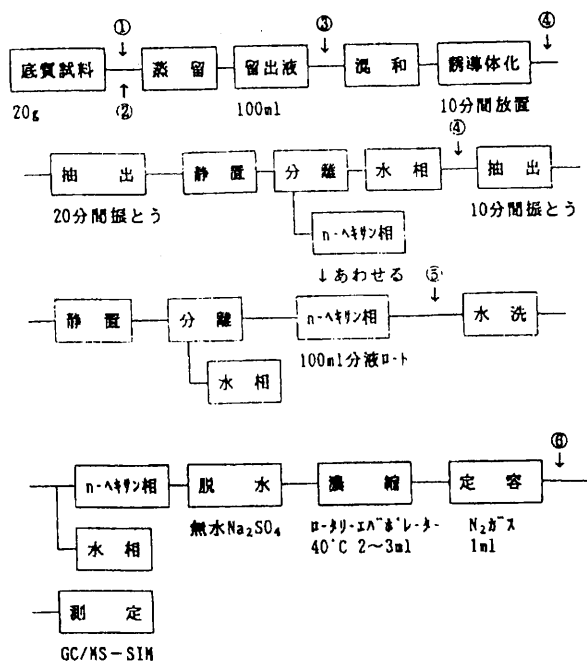 ① ③ ④
底質試料 蒸留 留出液 混和 誘導体化
20g ② 100ml 10分間放置
④
抽出 静置 分離 水相 抽出
20分間振とう 10分間振とう
n-ヘキサン相
↓あわせる ⑤
静置 分離 n-ヘキサン相 水洗
100ml分液ロート
水相
⑥
n-ヘキサン相 脱水 濃縮 定容
無水Na₂SO₄ ロータリーエバポレーター N₂ガス
水相 40°C 2〜3ml 1ml
測定
GC/MS-SIM